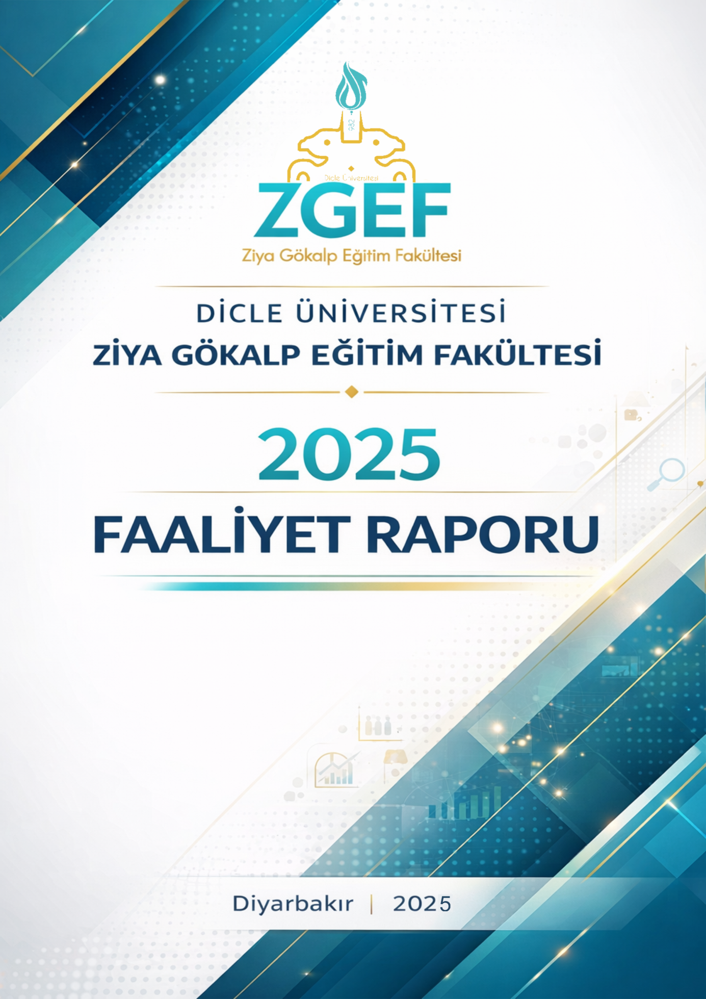 982
Dicle Üniversitesi
ZGEF
Ziya Gökalp Eğitim Fakültesi
DİCLE ÜNİVERSİTESİ
ZİYA GÖKALP EĞİTİM FAKÜLTESİ
2025
FAALİYET RAPORU
Diyarbakır | 2025